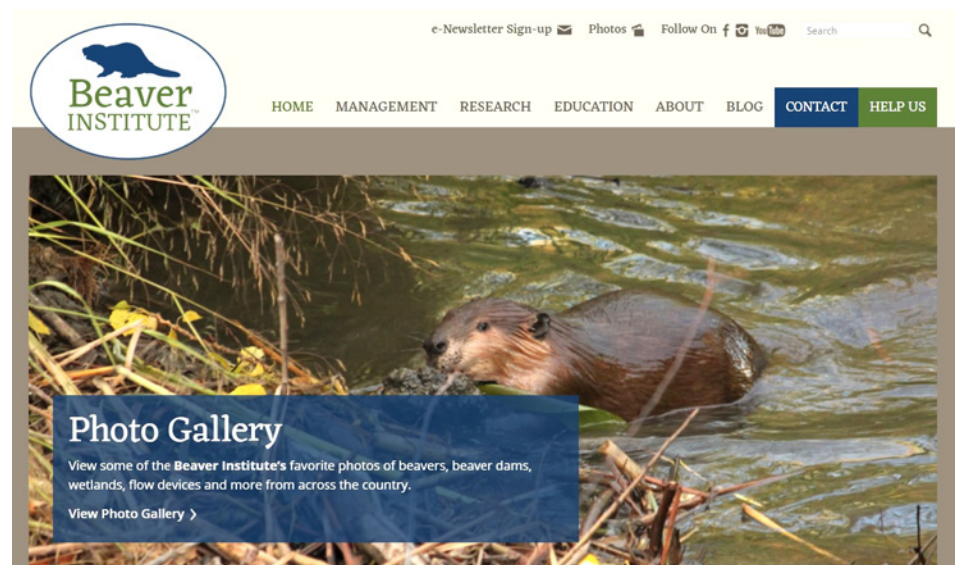 e-Newsletter Sign-up Photos Follow On f You Tube Search
Beaver
INSTITUTE™
HOME MANAGEMENT RESEARCH EDUCATION ABOUT BLOG CONTACT HELP US
Photo Gallery
View some of the Beaver Institute's favorite photos of beavers, beaver dams,
wetlands, flow devices and more from across the country.
View Photo Gallery >